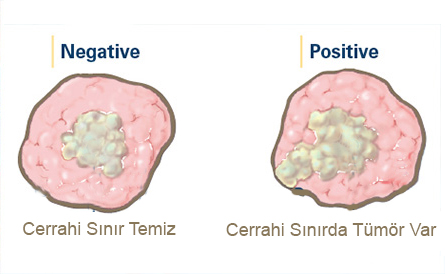 Negative
Positive
Cerrahi Sınır Temiz
Cerrahi Sınırda Tümör Var